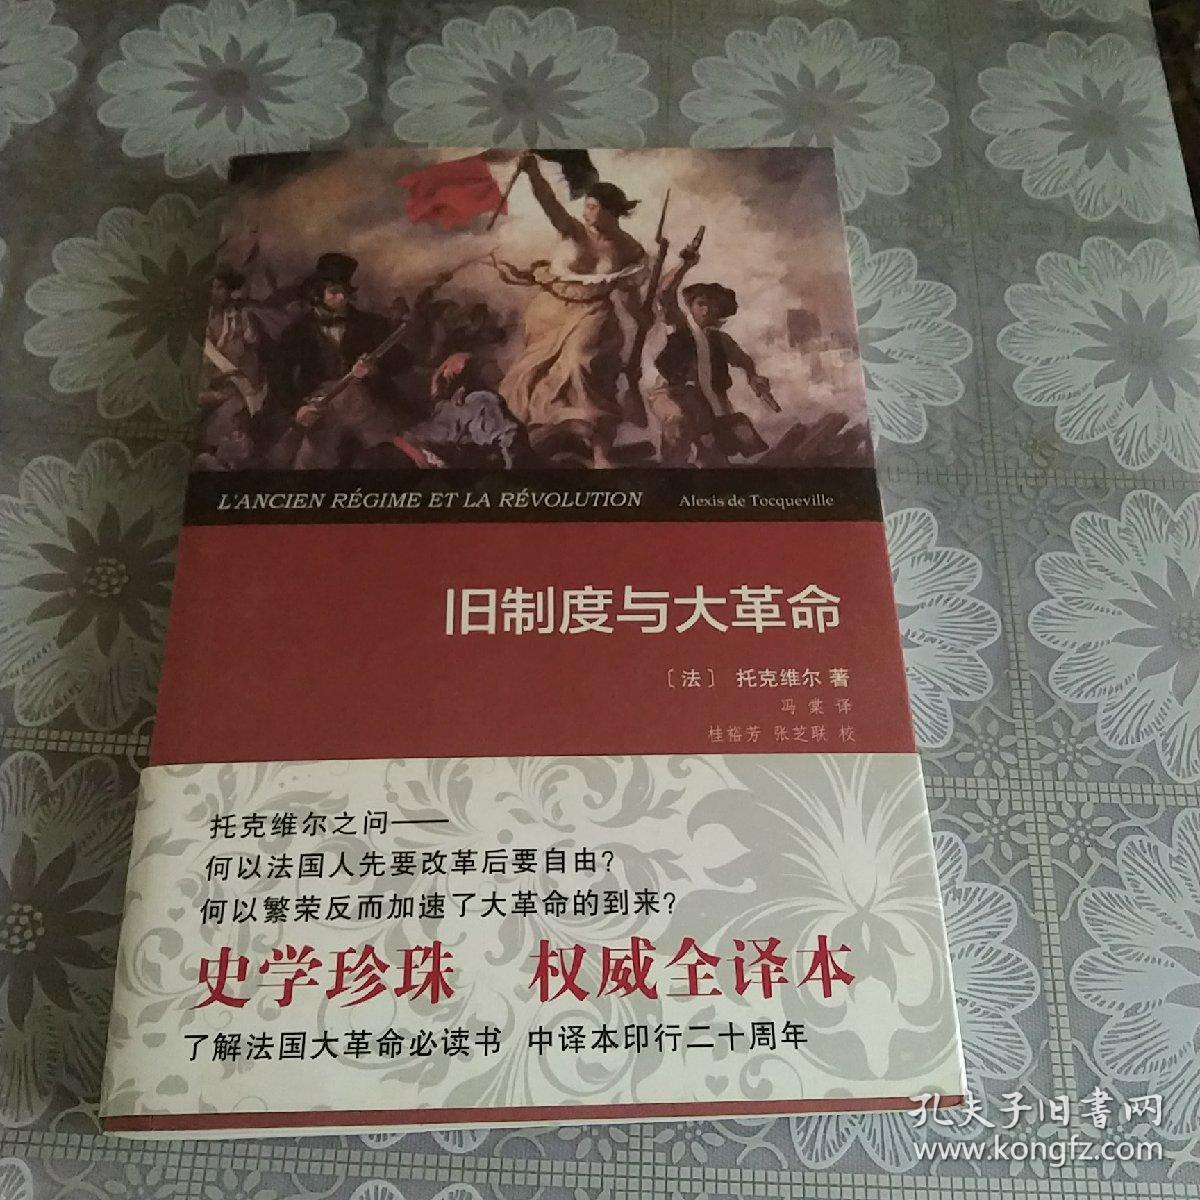 L'ANCIEN RÉGIME ET LA RÉVOLUTION Alexis de Tocqueville
旧制度与大革命
〔法〕 托克维尔 著
冯棠 译
桂裕芳 张芝联 校
托克维尔之问——
何以法国人先要改革后要自由?
何以繁荣反而加速了大革命的到来?
史学珍珠 权威全译本
了解法国大革命必读书 中译本印行二十周年
孔夫子旧書网
www.kongfz.com